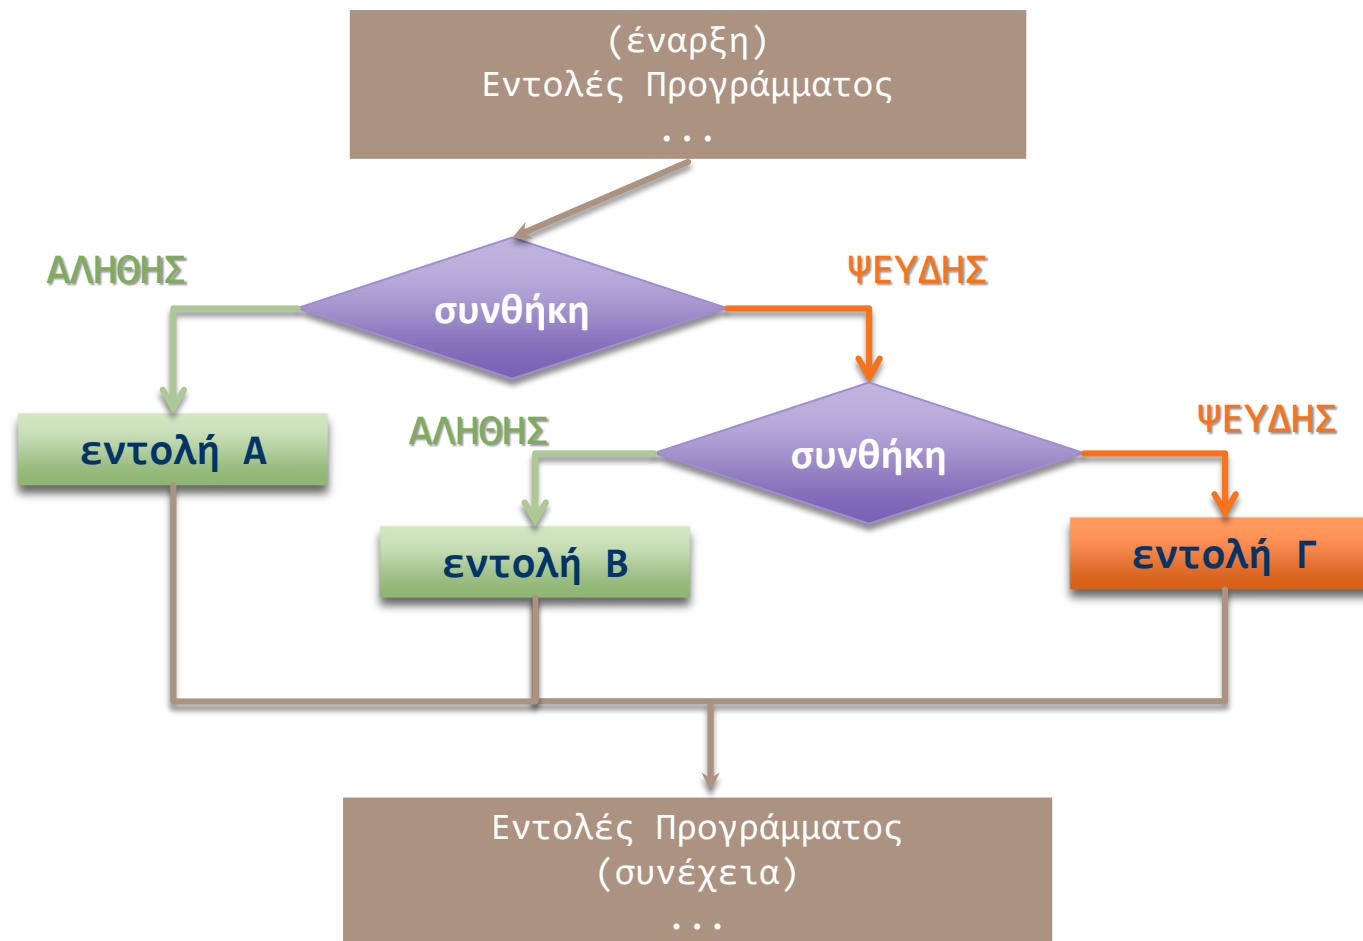 (έναρξη)
Εντολές Προγράμματος
...
ΑΛΗΘΗΣ
ΨΕΥΔΗΣ
συνθήκη
εντολή Α
ΑΛΗΘΗΣ
ΨΕΥΔΗΣ
συνθήκη
εντολή Β
εντολή Γ
Εντολές Προγράμματος
(συνέχεια)
...